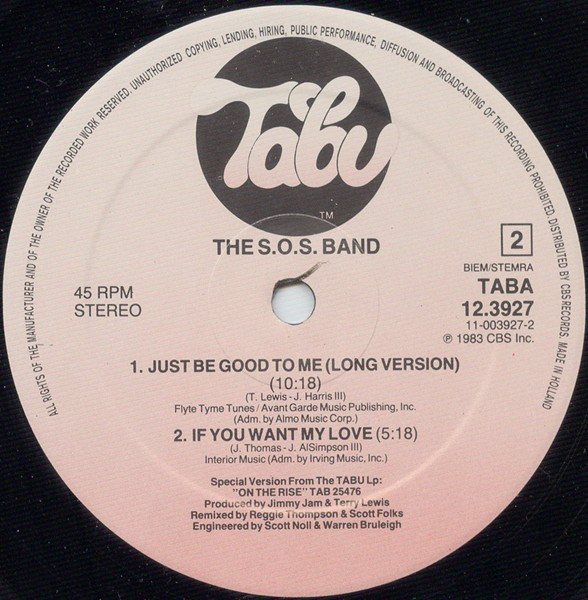 ALL RIGHTS OF THE MANUFACTURER AND OF THE OWNER OF THE RECORDED WORK RESERVED. UNAUTHORIZED COPYING, LENDING, HIRING, PUBLIC PERFORMANCE, DIFFUSION AND BROADCASTING OF THIS RECORDING PROHIBITED. DISTRIBUTED BY CBS RECORDS. MADE IN HOLLAND
Tabu
TM
THE S.O.S. BAND
2
BIEM/STEMRA
45 RPM
STEREO
TABA
12.3927
11-003927-2
℗ 1983 CBS Inc.
1. JUST BE GOOD TO ME (LONG VERSION)
(10:18)
(T. Lewis - J. Harris III)
Flyte Tyme Tunes / Avant Garde Music Publishing, Inc.
(Adm. by Almo Music Corp.)
2. IF YOU WANT MY LOVE (5:18)
(J. Thomas - J. AlSimpson III)
Interior Music (Adm. by Irving Music, Inc.)
Special Version From The TABU Lp:
"ON THE RISE" TAB 25476
Produced by Jimmy Jam & Terry Lewis
Remixed by Reggie Thompson & Scott Folks
Engineered by Scott Noll & Warren Bruleigh